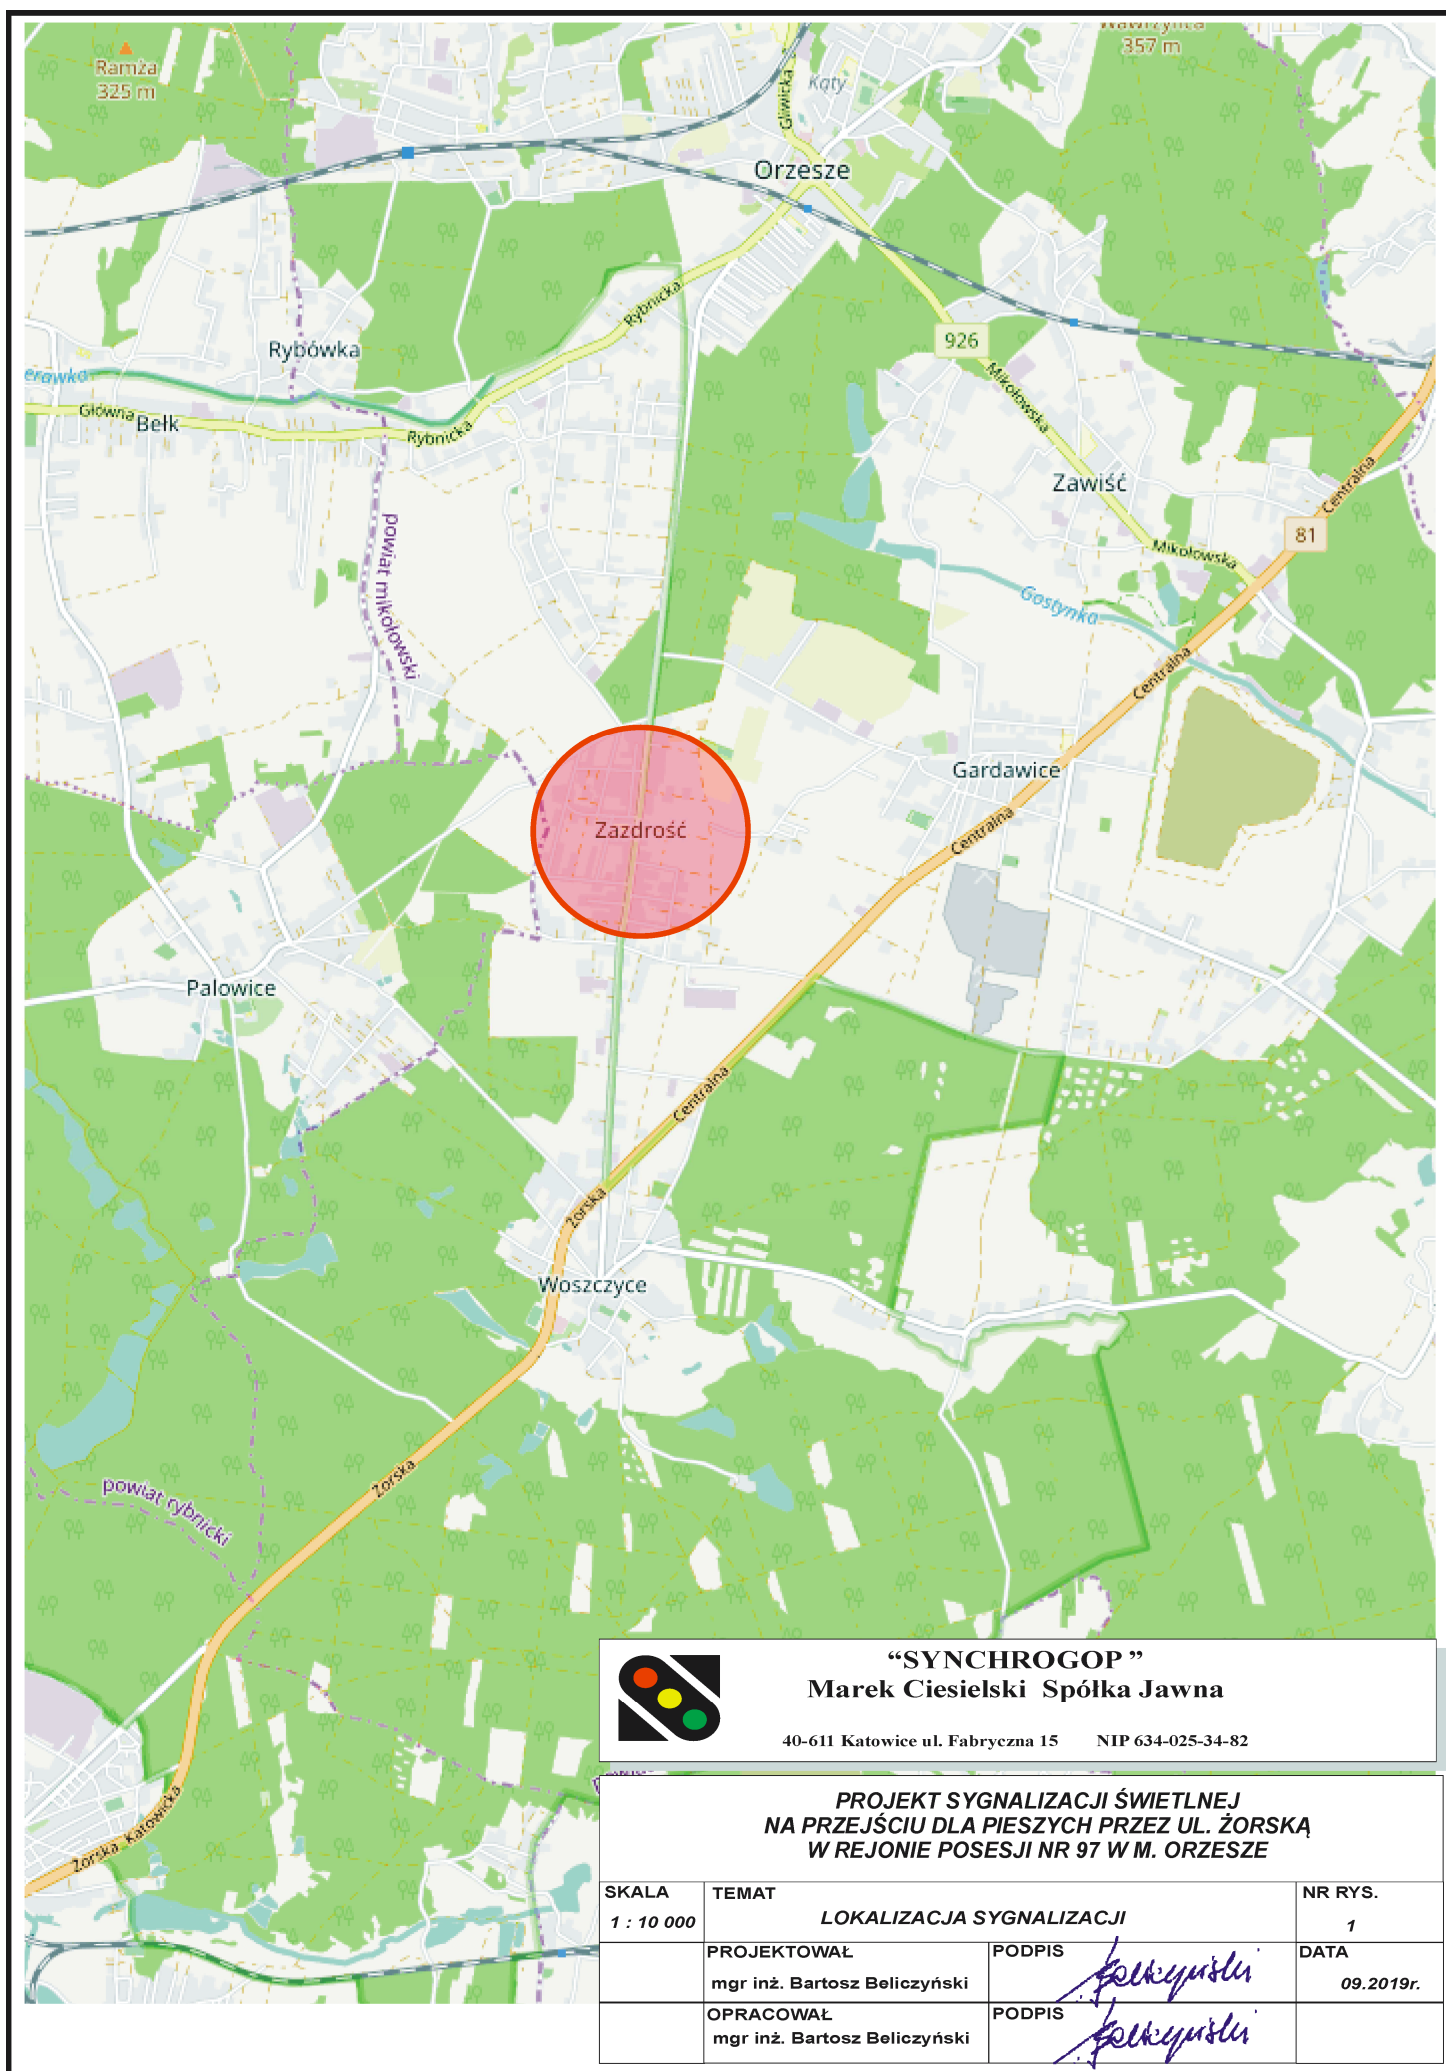 Wawrzyńca
357 m
Ramża
325 m
Kąty
Gliwicka
Orzesze
Rybnicka
926
Rybówka
Mikołowska
Główna
Bełk
Rybnicka
Centralna
Zawiść
81
powiat mikołowski
Mikołowska
Gostynka
Centralna
Gardawice
Zazdrość
Centralna
Palowice
Centralna
Żorska
Woszczyce
Żorska
powiat rybnicki
Żorska
Katowicka
“SYNCHROGOP ”
Marek Ciesielski Spółka Jawna
40-611 Katowice ul. Fabryczna 15 NIP 634-025-34-82
PROJEKT SYGNALIZACJI ŚWIETLNEJ
NA PRZEJŚCIU DLA PIESZYCH PRZEZ UL. ŻORSKĄ
W REJONIE POSESJI NR 97 W M. ORZESZE
SKALA TEMAT NR RYS.
1 : 10 000 LOKALIZACJA SYGNALIZACJI 1
PROJEKTOWAŁ PODPIS DATA
mgr inż. Bartosz Beliczyński Beliczyński 09.2019r.
OPRACOWAŁ PODPIS
mgr inż. Bartosz Beliczyński Beliczyński